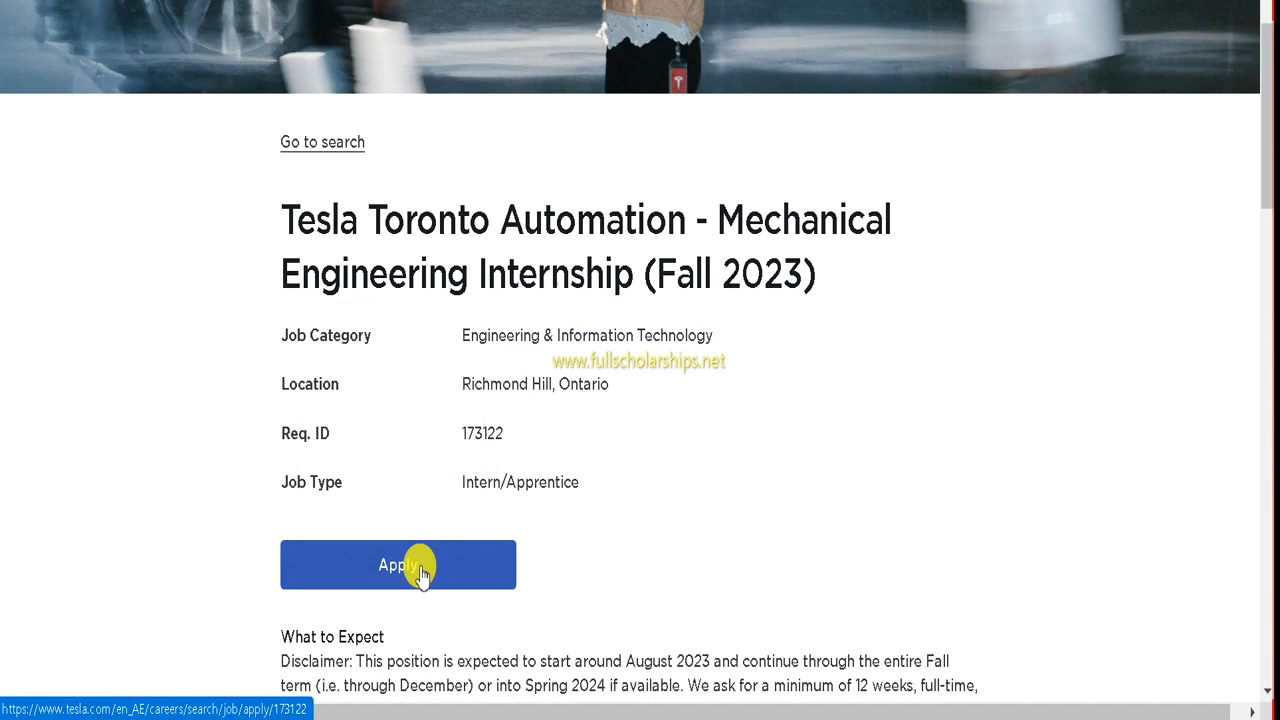 Go to search
Tesla Toronto Automation - Mechanical
Engineering Internship (Fall 2023)
Job Category Engineering & Information Technology
www.fullscholarships.net
Location Richmond Hill, Ontario
Req. ID 173122
Job Type Intern/Apprentice
Apply
What to Expect
Disclaimer: This position is expected to start around August 2023 and continue through the entire Fall
term (i.e. through December) or into Spring 2024 if available. We ask for a minimum of 12 weeks, full-time,
https://www.tesla.com/en_AE/careers/search/job/apply/173122